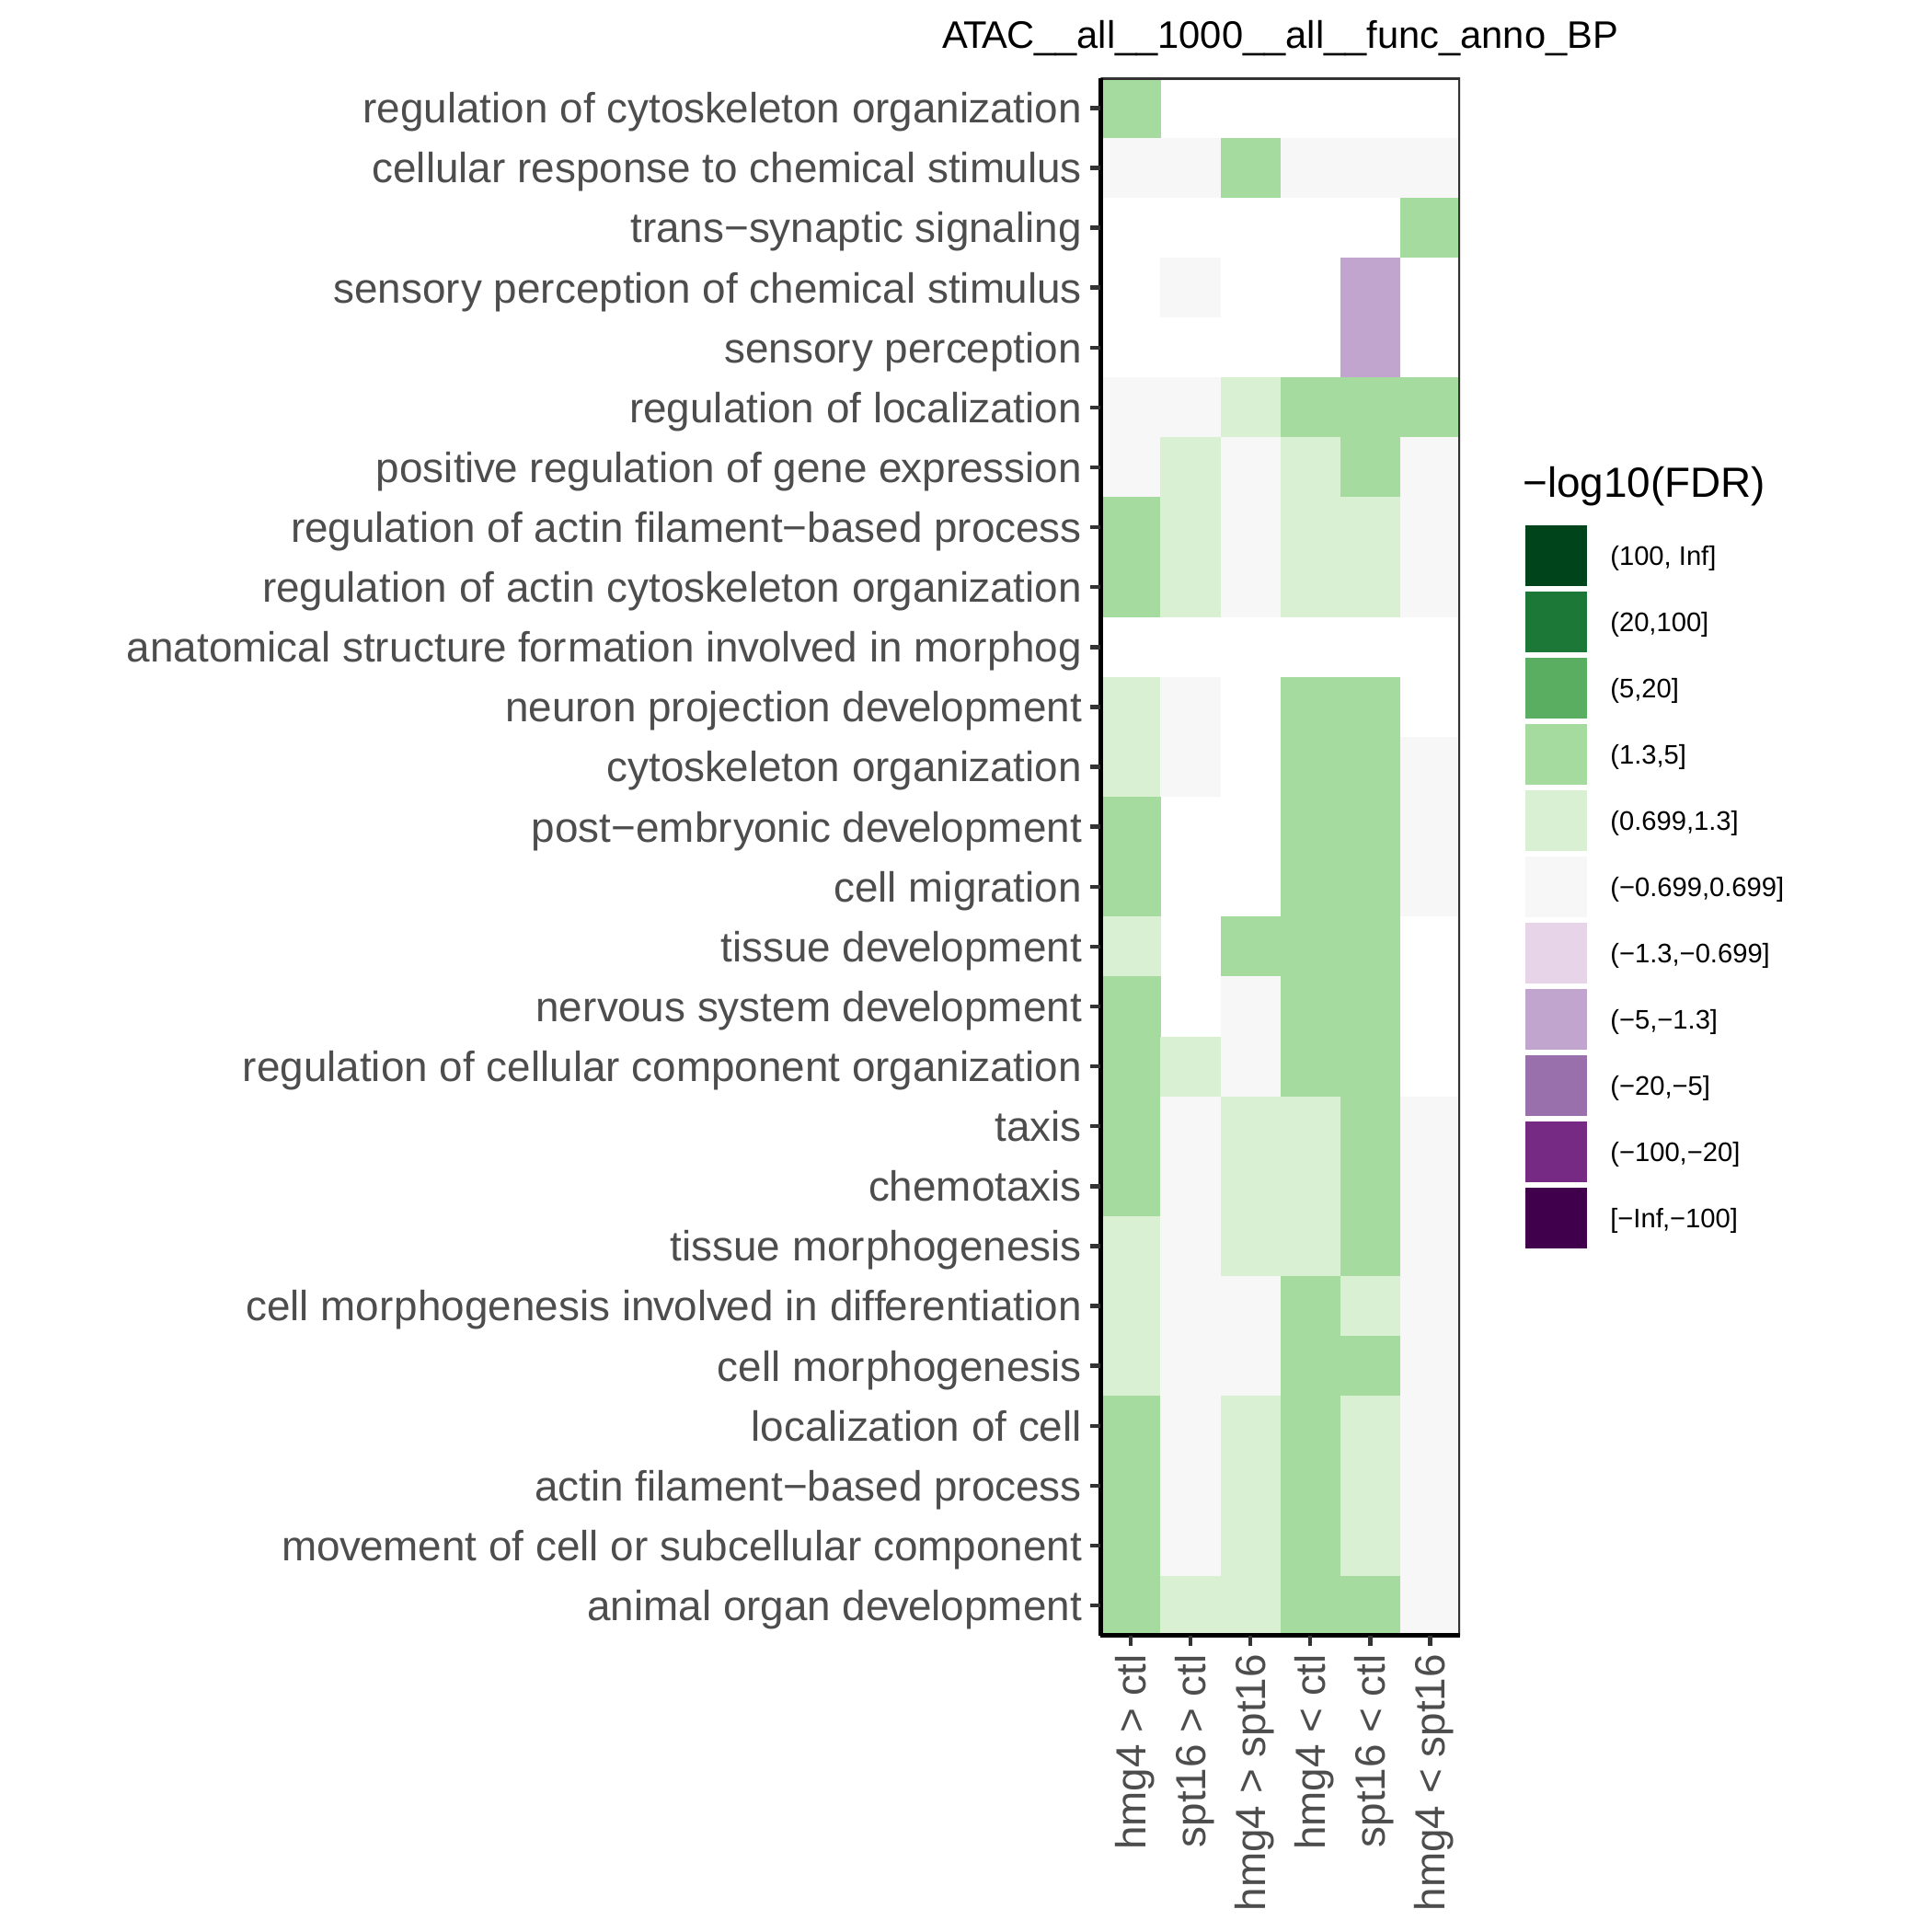 ATAC__all__1000__all__func_anno_BP
regulation of cytoskeleton organization
cellular response to chemical stimulus
trans−synaptic signaling
sensory perception of chemical stimulus
sensory perception
regulation of localization
positive regulation of gene expression
regulation of actin filament−based process
regulation of actin cytoskeleton organization
anatomical structure formation involved in morphog
neuron projection development
cytoskeleton organization
post−embryonic development
cell migration
tissue development
nervous system development
regulation of cellular component organization
taxis
chemotaxis
tissue morphogenesis
cell morphogenesis involved in differentiation
cell morphogenesis
localization of cell
actin filament−based process
movement of cell or subcellular component
animal organ development
hmg4 > ctl
spt16 > ctl
hmg4 > spt16
hmg4 < ctl
spt16 < ctl
hmg4 < spt16
−log10(FDR)
(100, Inf]
(20,100]
(5,20]
(1.3,5]
(0.699,1.3]
(−0.699,0.699]
(−1.3,−0.699]
(−5,−1.3]
(−20,−5]
(−100,−20]
[−Inf,−100]